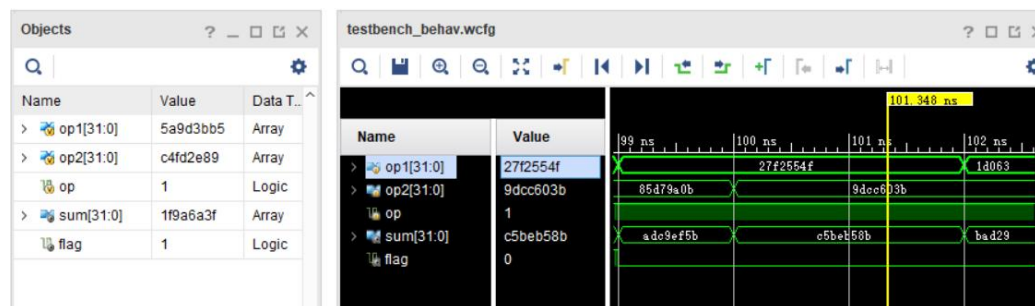 Objects
Name Value Data T..
op1[31:0] 5a9d3bb5 Array
op2[31:0] c4fd2e89 Array
op 1 Logic
sum[31:0] 1f9a6a3f Array
flag 1 Logic
testbench_behav.wcfg
101.348 ns
Name Value
99 ns 100 ns 101 ns 102 ns
op1[31:0] 27f2554f 27f2554f 1d063
op2[31:0] 9dcc603b 85d79a0b 9dcc603b
op 1
sum[31:0] c5beb58b adc9ef5b c5beb58b bad29
flag 0